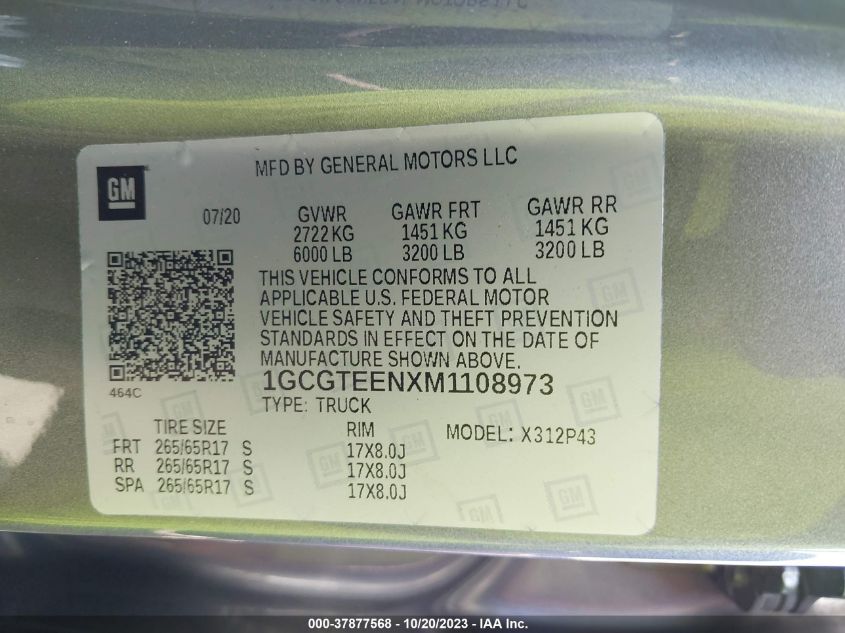 GM
MFD BY GENERAL MOTORS LLC
07/20
GVWR GAWR FRT GAWR RR
2722 KG 1451 KG 1451 KG
6000 LB 3200 LB 3200 LB
THIS VEHICLE CONFORMS TO ALL
APPLICABLE U.S. FEDERAL MOTOR
VEHICLE SAFETY AND THEFT PREVENTION
STANDARDS IN EFFECT ON THE DATE OF
MANUFACTURE SHOWN ABOVE.
464C
1GCGTEENXM1108973
TYPE: TRUCK
TIRE SIZE RIM MODEL: X312P43
FRT 265/65R17 S 17X8.0J
RR 265/65R17 S 17X8.0J
SPA 265/65R17 S 17X8.0J
000-37877568 - 10/20/2023 - IAA Inc.